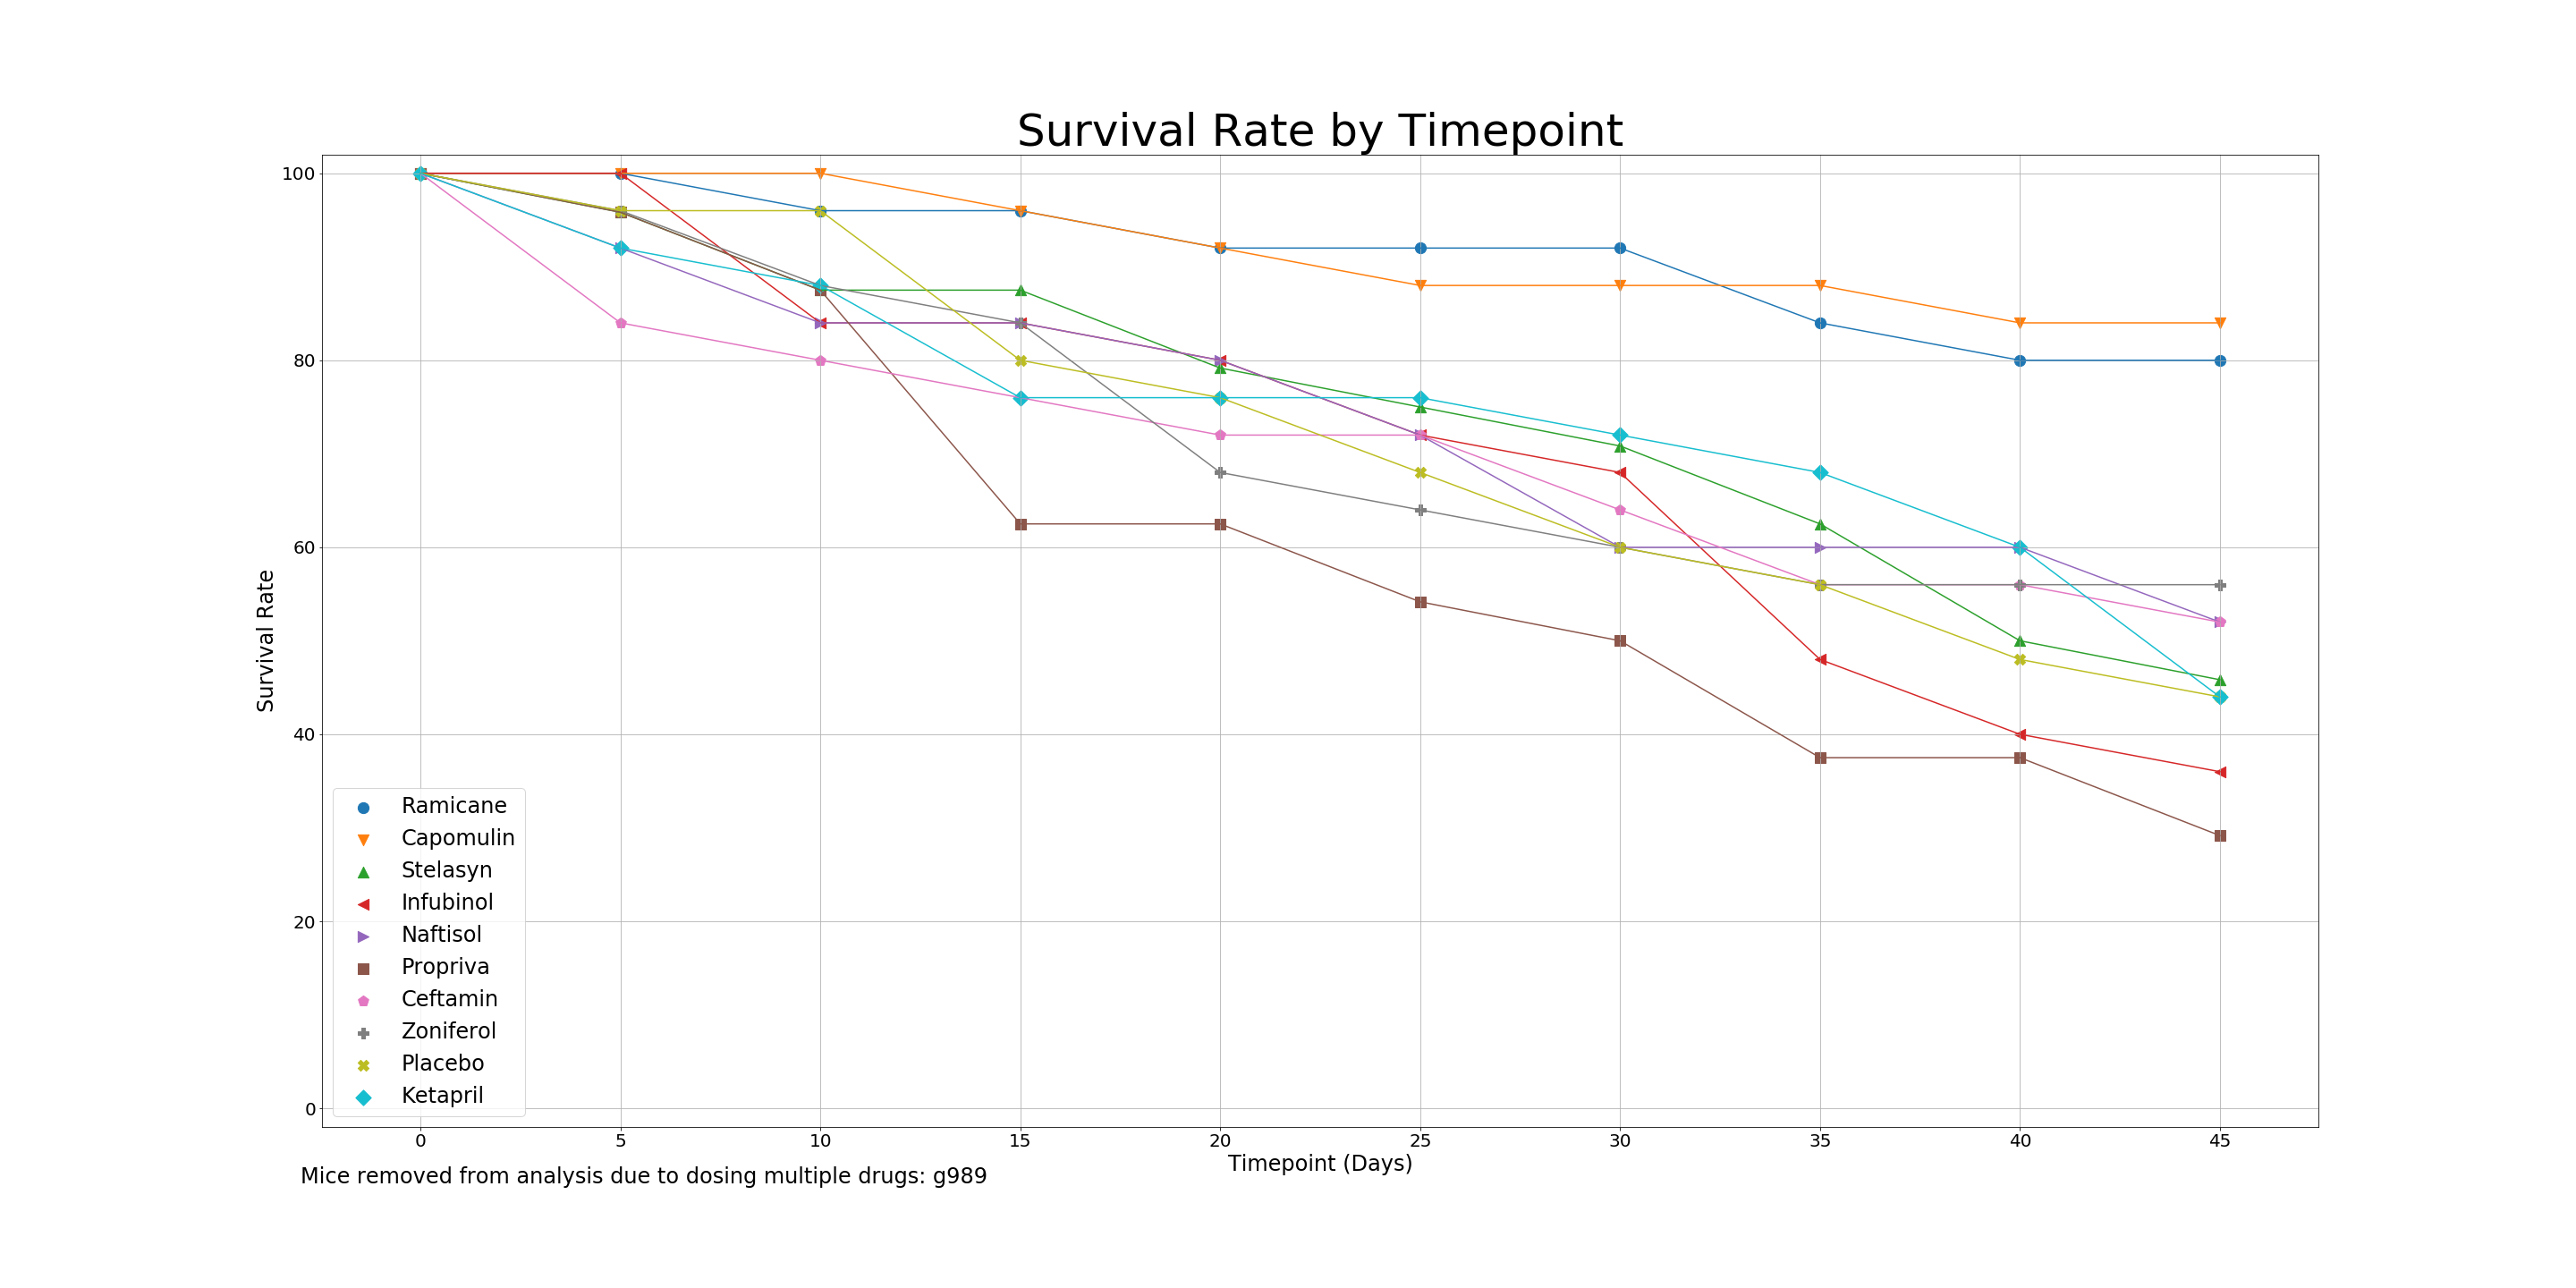 Survival Rate by Timepoint
100
80
60
40
20
0
Survival Rate
Ramicane
Capomulin
Stelasyn
Infubinol
Naftisol
Propriva
Ceftamin
Zoniferol
Placebo
Ketapril
0 5 10 15 20 25 30 35 40 45
Timepoint (Days)
Mice removed from analysis due to dosing multiple drugs: g989